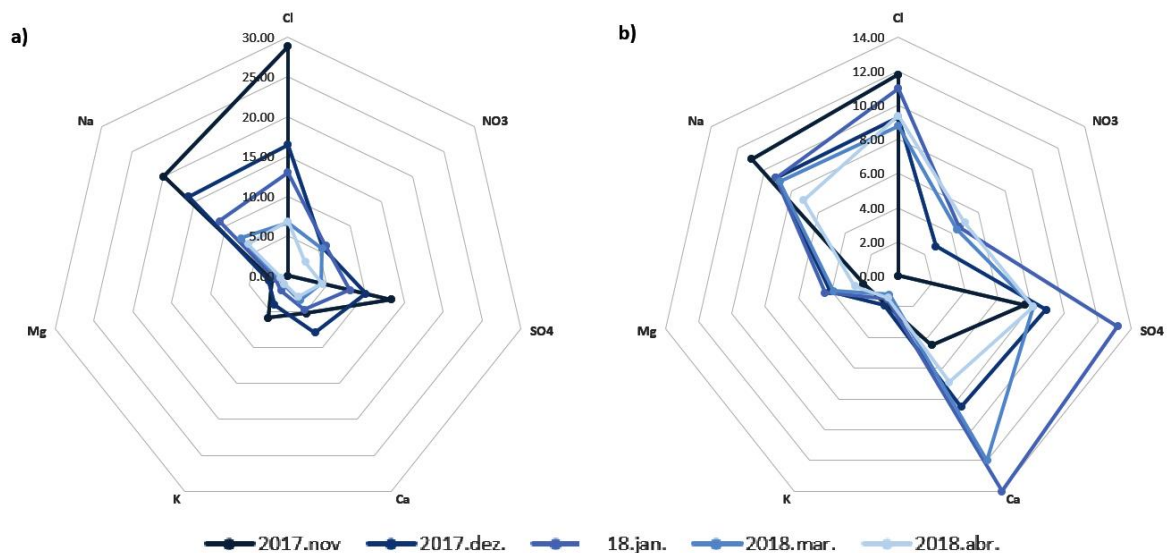 a)
Cl
30.00
25.00
20.00
15.00
10.00
5.00
0.00
NO3
SO4
Ca
K
Mg
Na
b)
Cl
14.00
12.00
10.00
8.00
6.00
4.00
2.00
0.00
NO3
SO4
Ca
K
Mg
Na
2017.nov 2017.dez. 18.jan. 2018.mar. 2018.abr.